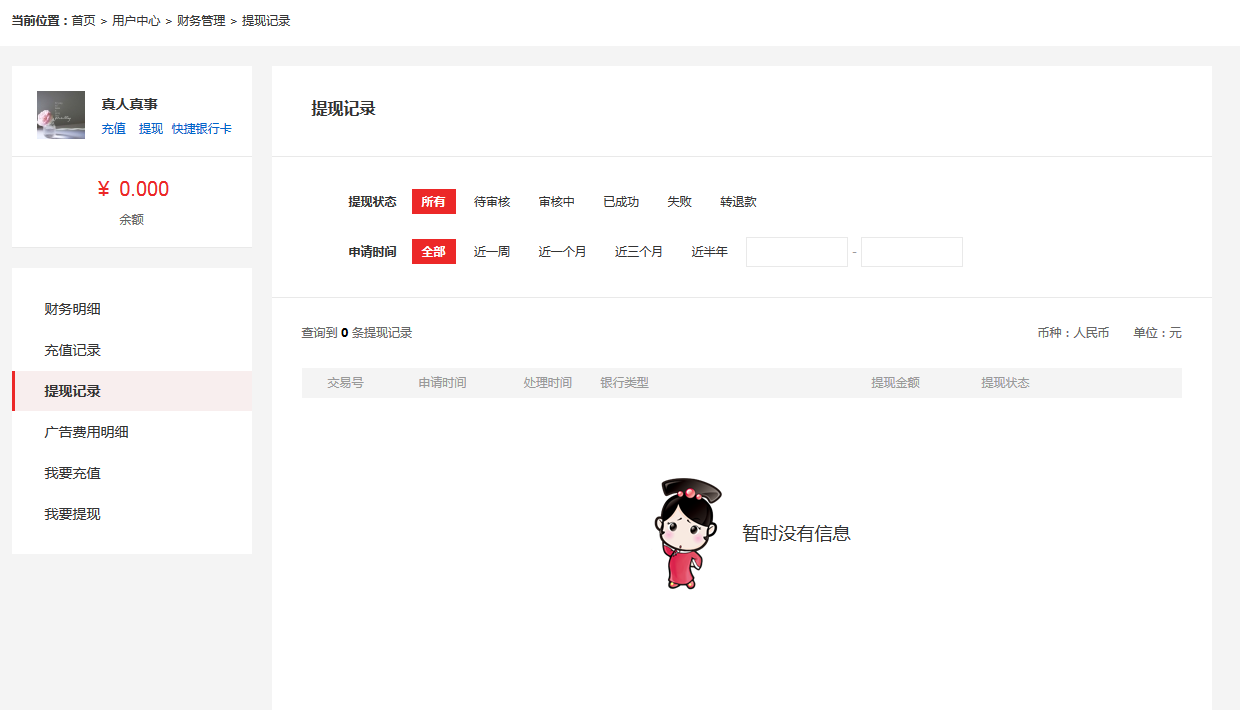 当前位置：首页 > 用户中心 > 财务管理 > 提现记录
真人真事
充值 提现 快捷银行卡
¥ 0.000
余额
财务明细
充值记录
提现记录
广告费用明细
我要充值
我要提现
提现记录
提现状态 所有 待审核 审核中 已成功 失败 转退款
申请时间 全部 近一周 近一个月 近三个月 近半年 -
查询到 0 条提现记录 币种：人民币 单位：元
交易号 申请时间 处理时间 银行类型 提现金额 提现状态
暂时没有信息